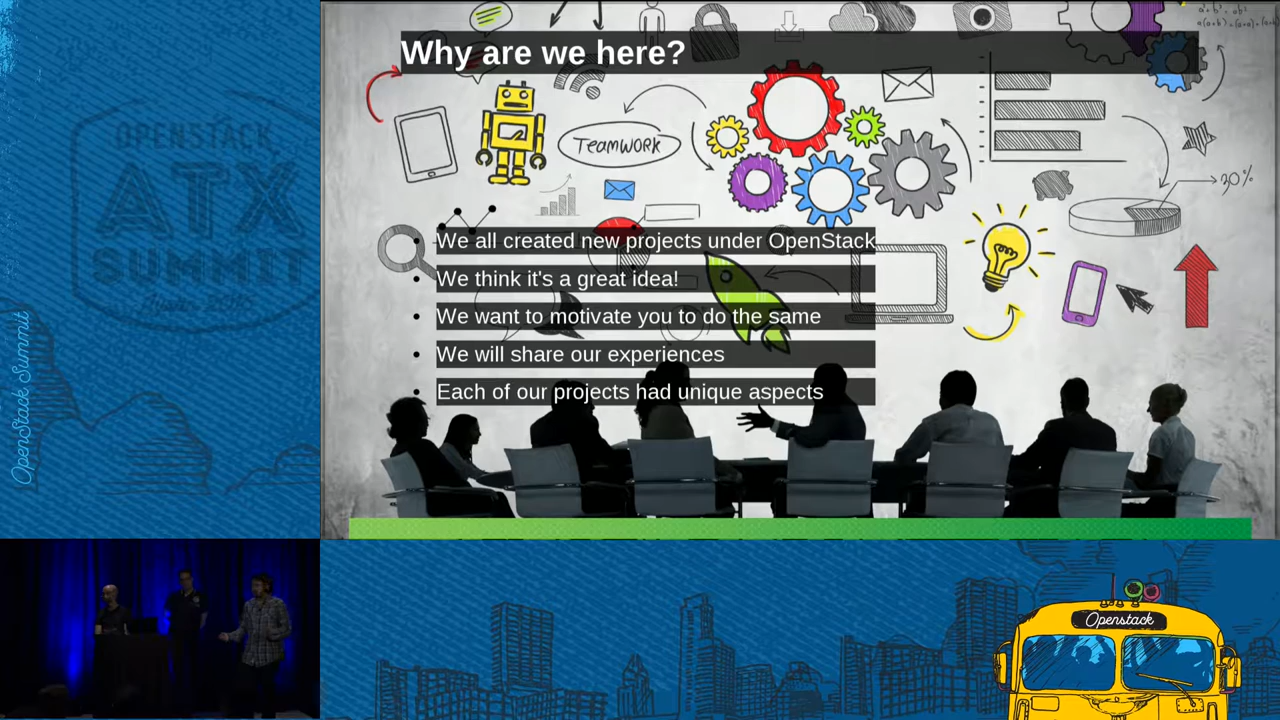 Why are we here?
TEAMWORK
30%
We all created new projects under OpenStack
We think it's a great idea!
We want to motivate you to do the same
We will share our experiences
Each of our projects had unique aspects
OPENSTACK
ATX
SUMMIT
OpenStack Summit
Openstack